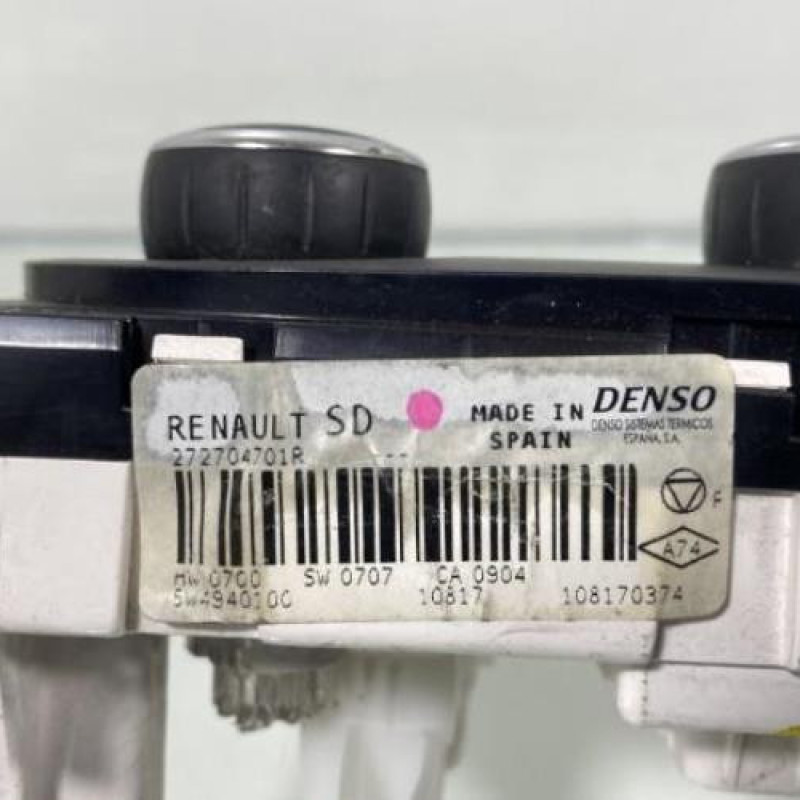 RENAULT SD MADE IN SPAIN
DENSO
DENSO SISTEMAS TERMICOS
ESPAÑA, S.A.
272704701R
F
A74
HW 0700 SW 0707 CA 0904
SW494010C 10817 108170374